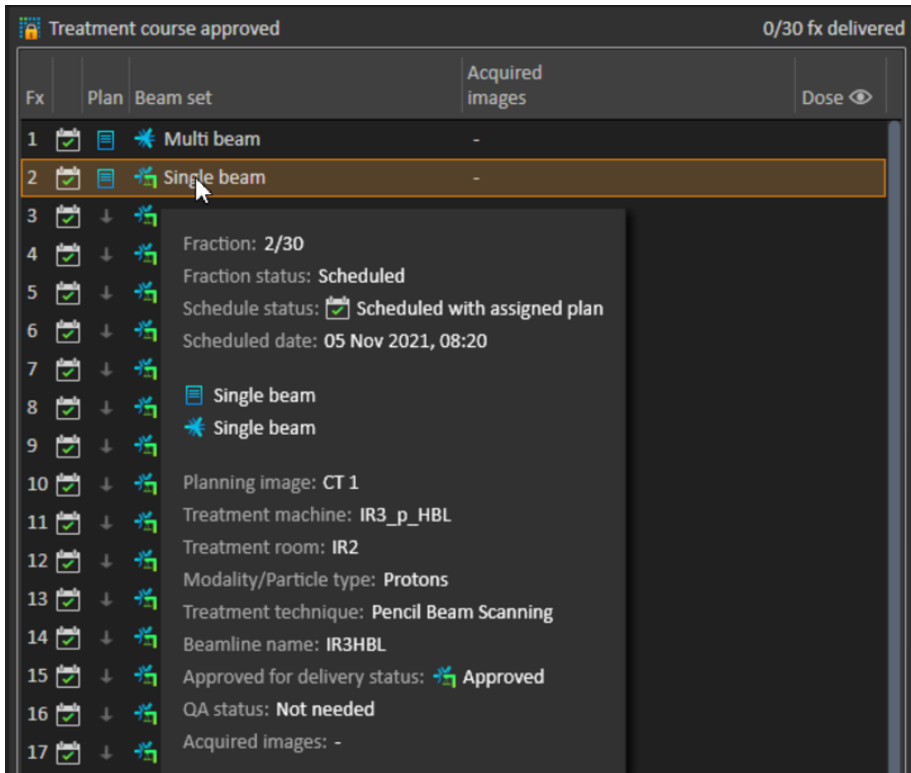 Treatment course approved 0/30 fx delivered
Fx Plan Beam set Acquired images Dose
1 Multi beam -
2 Single beam -
3
Fraction: 2/30
4
Fraction status: Scheduled
5
Schedule status: Scheduled with assigned plan
6
Scheduled date: 05 Nov 2021, 08:20
7
8
Single beam
9
Single beam
10
Planning image: CT 1
11
Treatment machine: IR3_p_HBL
12
Treatment room: IR2
13
Modality/Particle type: Protons
Treatment technique: Pencil Beam Scanning
14
Beamline name: IR3HBL
15
Approved for delivery status: Approved
16
QA status: Not needed
17
Acquired images: -